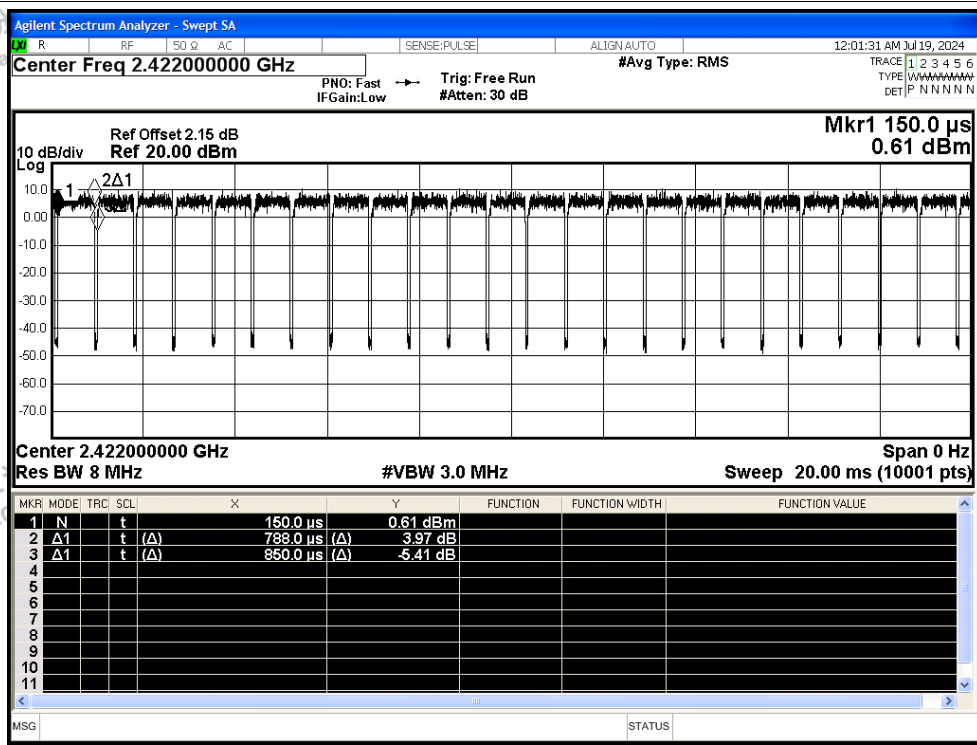 Agilent Spectrum Analyzer - Swept SA
LXI R RF 50 Ω AC SENSE:PULSE ALIGN AUTO 12:01:31 AM Jul 19, 2024
Center Freq 2.422000000 GHz #Avg Type: RMS TRACE 1 2 3 4 5 6
PNO: Fast Trig: Free Run TYPE
IFGain:Low #Atten: 30 dB DET P N N N N N
Ref Offset 2.15 dB Mkr1 150.0 µs
10 dB/div Ref 20.00 dBm 0.61 dBm
Log
10.0
0.00
-10.0
-20.0
-30.0
-40.0
-50.0
-60.0
-70.0
1 2Δ1
Center 2.422000000 GHz Span 0 Hz
Res BW 8 MHz #VBW 3.0 MHz Sweep 20.00 ms (10001 pts)
MKR MODE TRC SCL X Y FUNCTION FUNCTION WIDTH FUNCTION VALUE
1 N t 150.0 µs 0.61 dBm
2 Δ1 t (Δ) 788.0 µs (Δ) 3.97 dB
3 Δ1 t (Δ) 850.0 µs (Δ) -5.41 dB
4
5
6
7
8
9
10
11
MSG STATUS